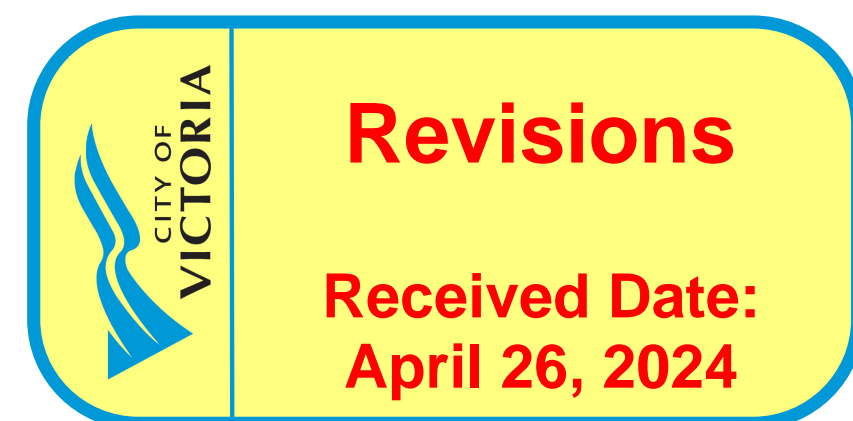 CITY OF
VICTORIA
Revisions
Received Date:
April 26, 2024